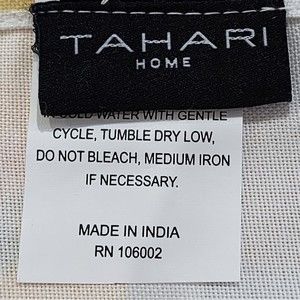 TAHARI
HOME
IN COLD WATER WITH GENTLE
CYCLE, TUMBLE DRY LOW,
DO NOT BLEACH, MEDIUM IRON
IF NECESSARY.
MADE IN INDIA
RN 106002